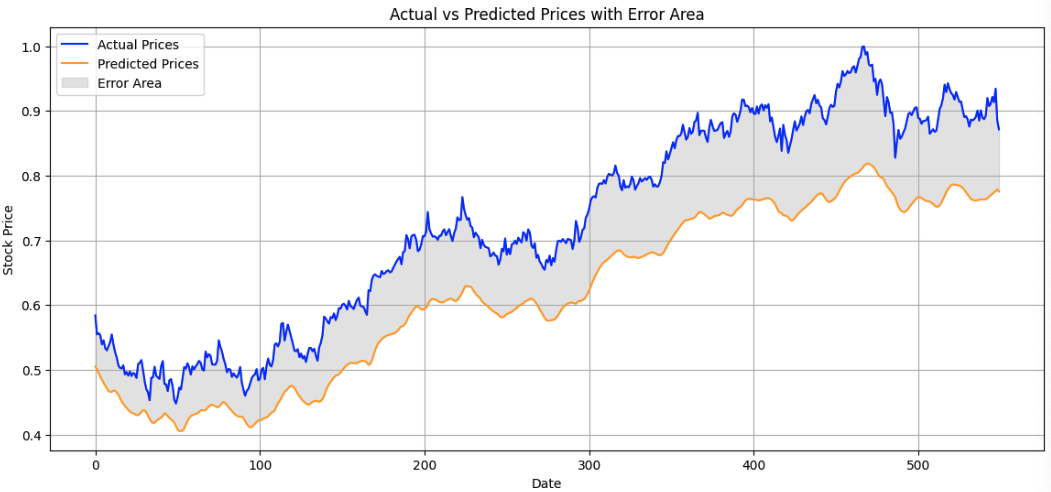 Actual vs Predicted Prices with Error Area
Actual Prices
Predicted Prices
Error Area
Stock Price
1.0
0.9
0.8
0.7
0.6
0.5
0.4
0
100
200
300
400
500
Date